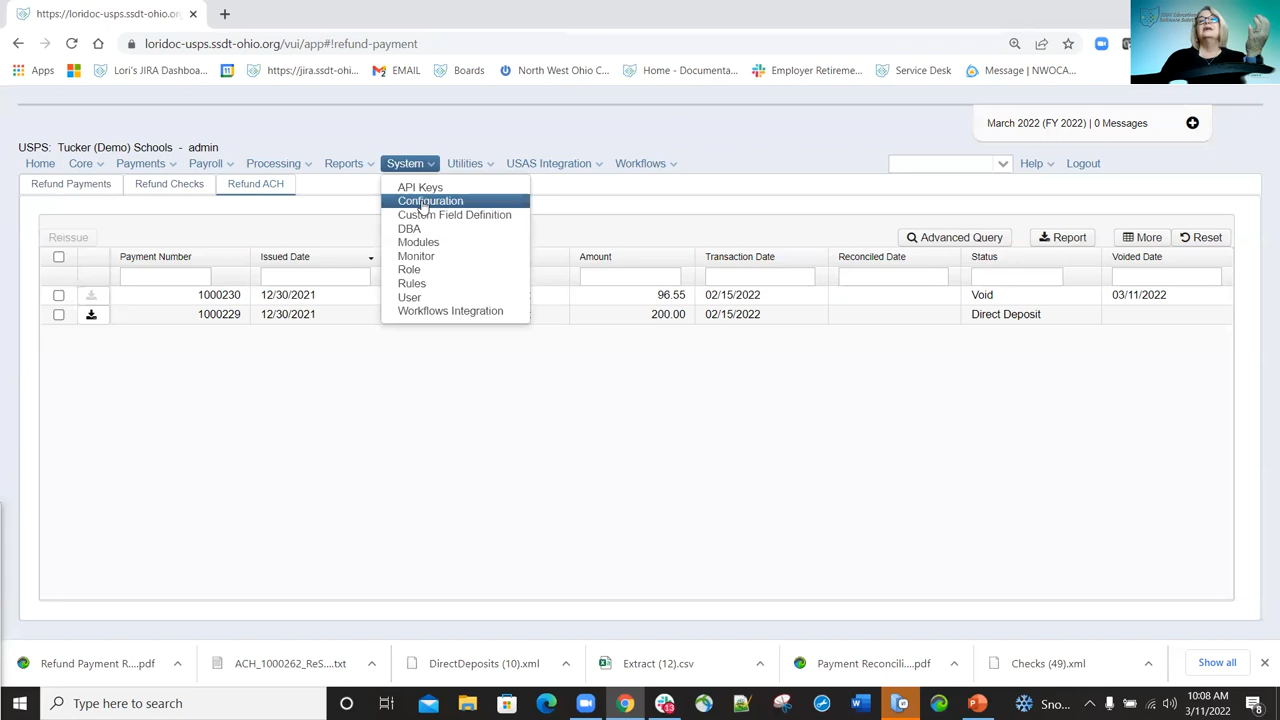 https://loridoc-usps.ssdt-ohio.org/
loridoc-usps.ssdt-ohio.org/vui/app#!refund-payment
Apps
Lori's JIRA Dashboa...
https://jira.ssdt-ohi...
EMAIL
Boards
North West Ohio C...
Home - Documenta...
Employer Retireme...
Service Desk
Message | NWOCA...
March 2022 (FY 2022) | 0 Messages
USPS: Tucker (Demo) Schools - admin
Home Core Payments Payroll Processing Reports System Utilities USAS Integration Workflows Help Logout
Refund Payments Refund Checks Refund ACH
API Keys
Configuration
Custom Field Definition
DBA
Modules
Monitor
Role
Rules
User
Workflows Integration
Reissue Advanced Query Report More Reset
Payment Number Issued Date Amount Transaction Date Reconciled Date Status Voided Date
1000230 12/30/2021 96.55 02/15/2022 Void 03/11/2022
1000229 12/30/2021 200.00 02/15/2022 Direct Deposit
Refund Payment R....pdf
ACH_1000262_ReS....txt
DirectDeposits (10).xml
Extract (12).csv
Payment Reconcili....pdf
Checks (49).xml
Show all
Type here to search
Sno...
10:08 AM
3/11/2022